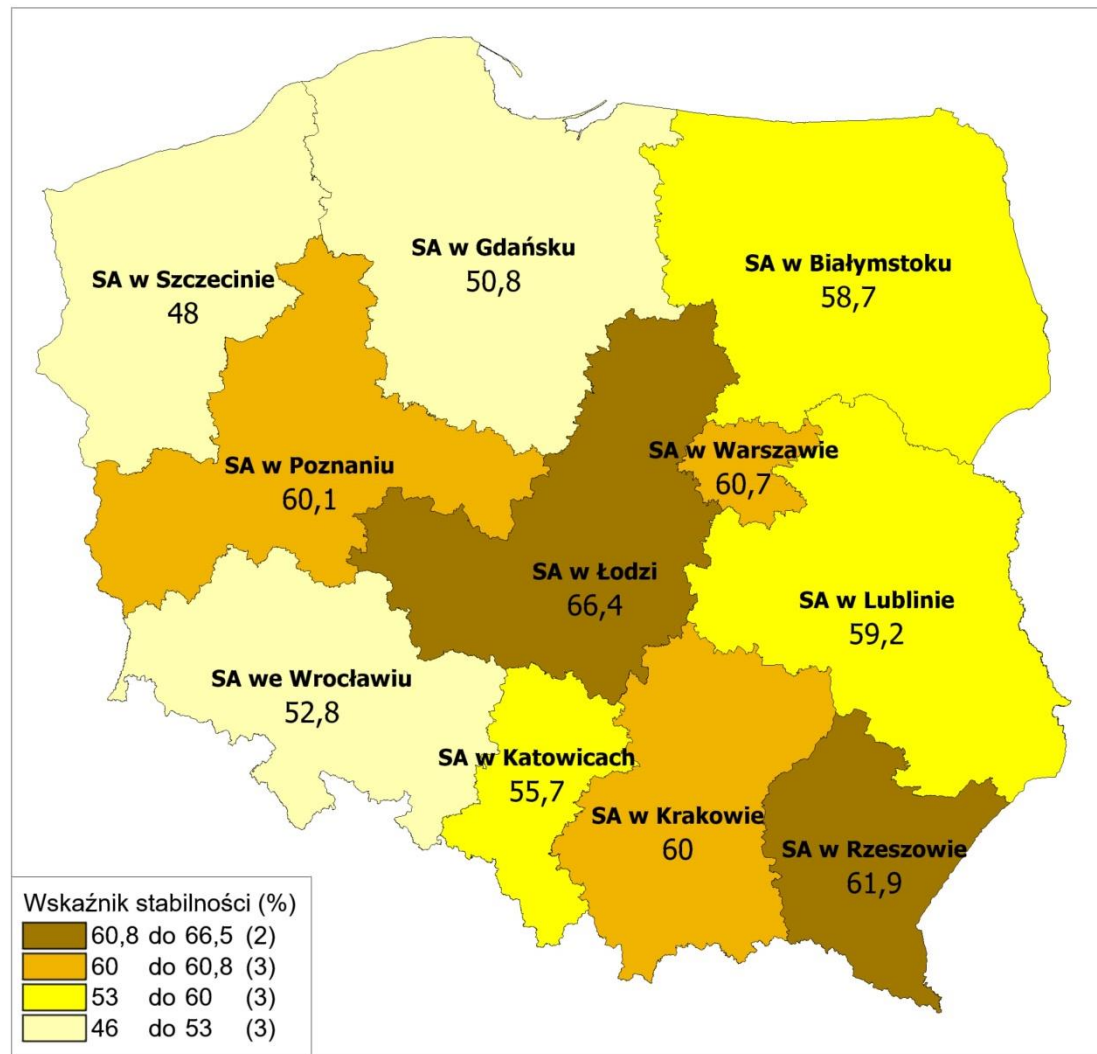 SA w Gdańsku
50,8
SA w Szczecinie
48
SA w Białymstoku
58,7
SA w Warszawie
60,7
SA w Poznaniu
60,1
SA w Łodzi
66,4
SA w Lublinie
59,2
SA we Wrocławiu
52,8
SA w Katowicach
55,7
SA w Krakowie
60
SA w Rzeszowie
61,9
Wskaźnik stabilności (%)
60,8 do 66,5 (2)
60 do 60,8 (3)
53 do 60 (3)
46 do 53 (3)